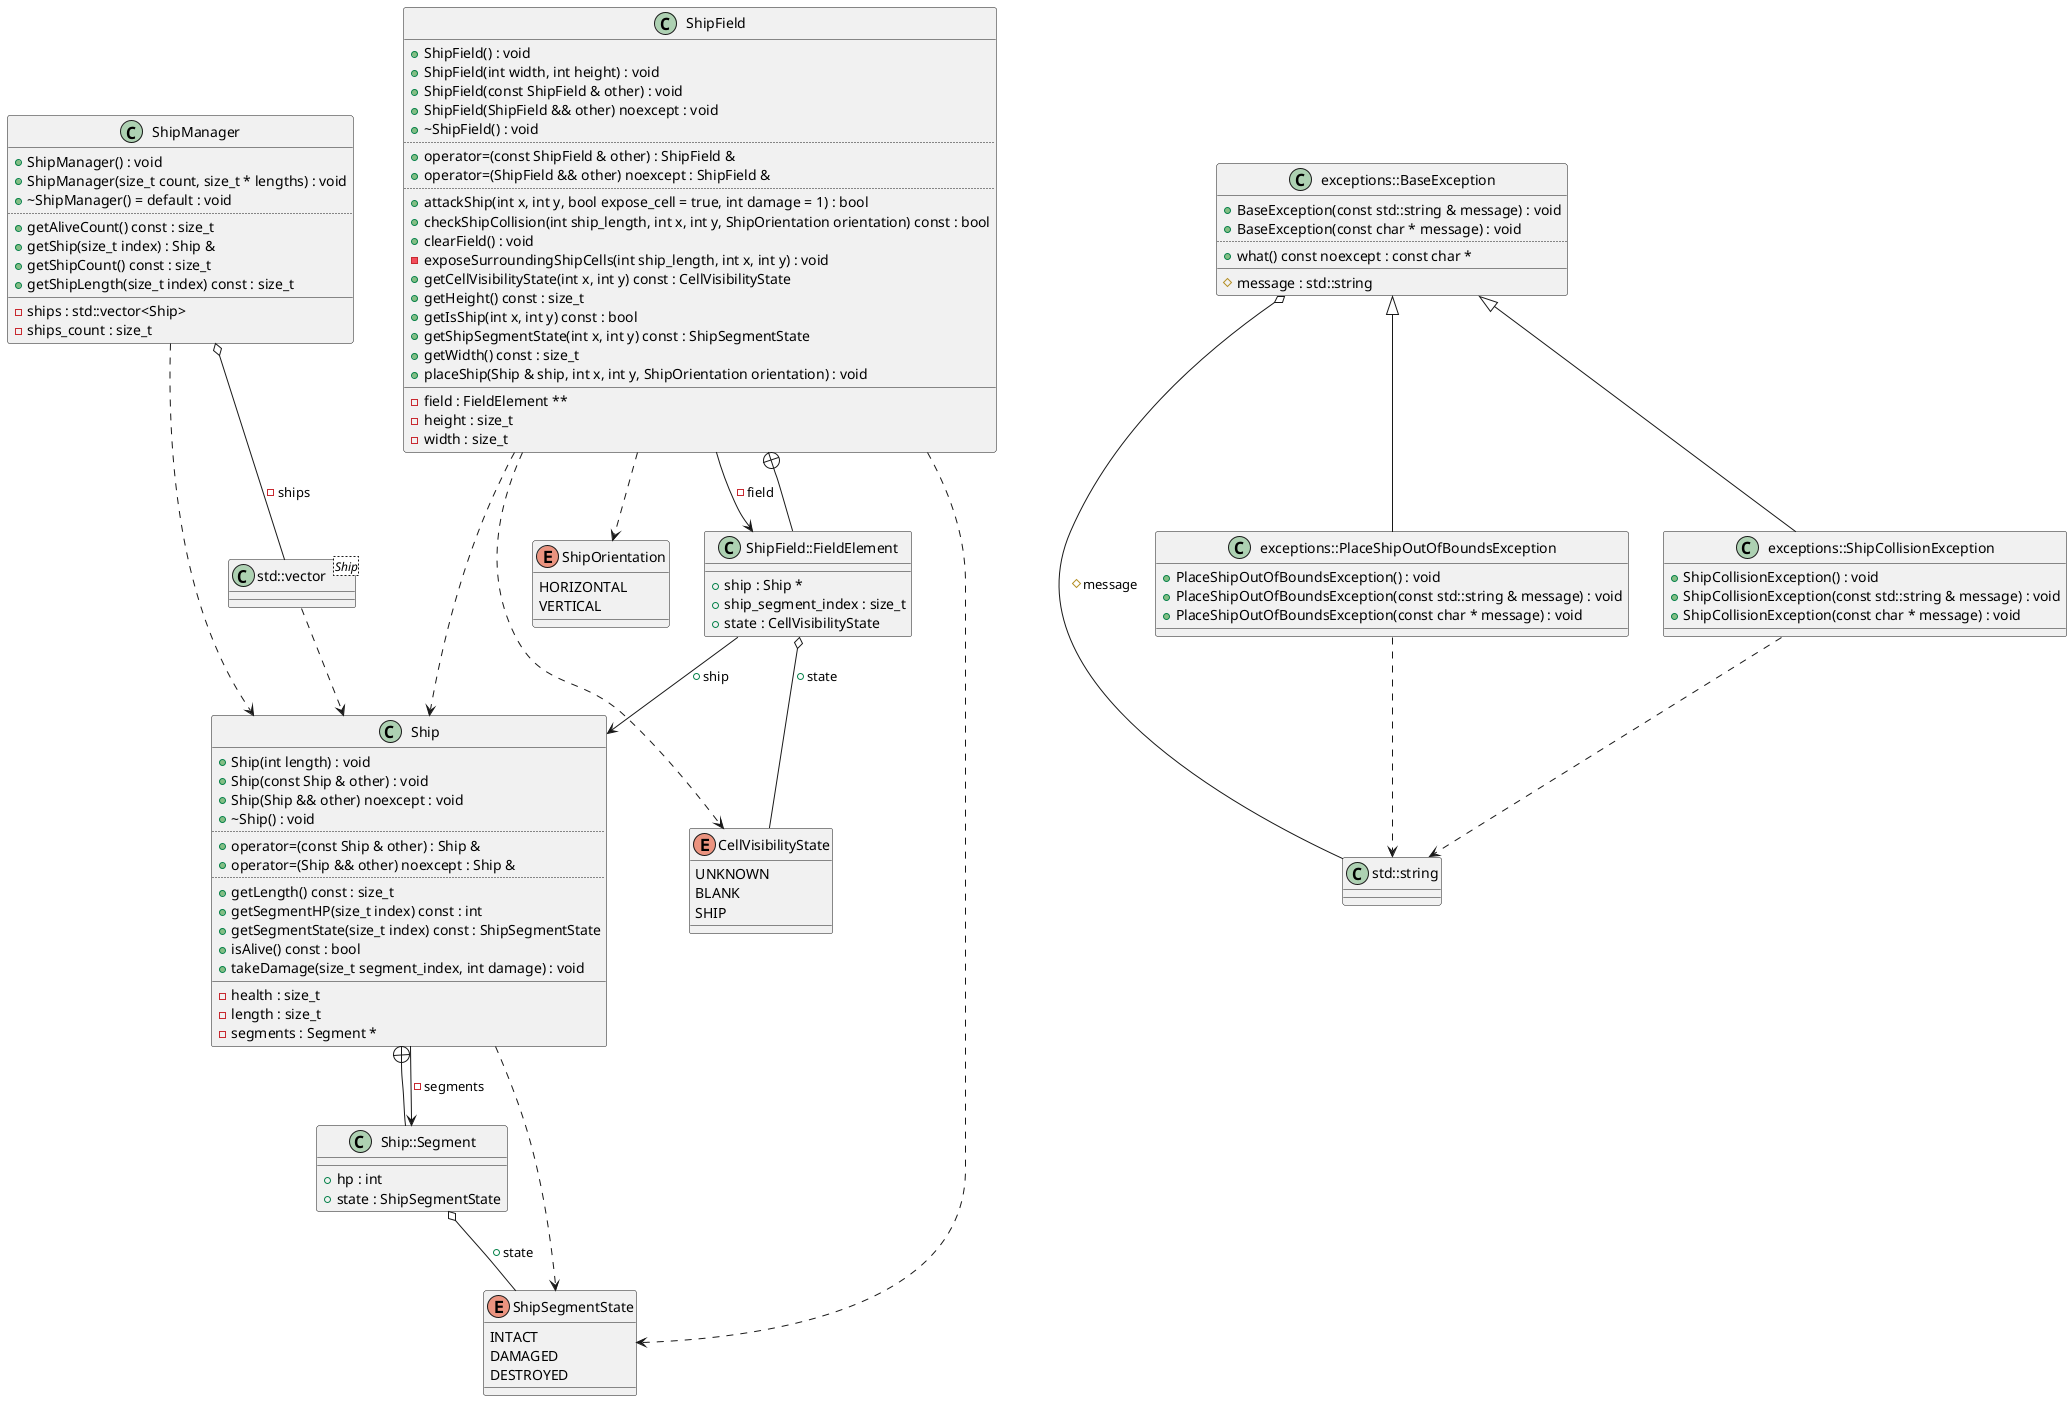 ShipManager
ShipManager() : void
ShipManager(size_t count, size_t * lengths) : void
~ShipManager() = default : void
getAliveCount() const : size_t
getShip(size_t index) : Ship &
getShipCount() const : size_t
getShipLength(size_t index) const : size_t
ships : std::vector<Ship>
ships_count : size_t
ShipField
ShipField() : void
ShipField(int width, int height) : void
ShipField(const ShipField & other) : void
ShipField(ShipField && other) noexcept : void
~ShipField() : void
operator=(const ShipField & other) : ShipField &
operator=(ShipField && other) noexcept : ShipField &
attackShip(int x, int y, bool expose_cell = true, int damage = 1) : bool
checkShipCollision(int ship_length, int x, int y, ShipOrientation orientation) const : bool
clearField() : void
exposeSurroundingShipCells(int ship_length, int x, int y) : void
getCellVisibilityState(int x, int y) const : CellVisibilityState
getHeight() const : size_t
getIsShip(int x, int y) const : bool
getShipSegmentState(int x, int y) const : ShipSegmentState
getWidth() const : size_t
placeShip(Ship & ship, int x, int y, ShipOrientation orientation) : void
field : FieldElement **
height : size_t
width : size_t
exceptions::BaseException
BaseException(const std::string & message) : void
BaseException(const char * message) : void
what() const noexcept : const char *
message : std::string
ships
field
std::vector
Ship
ShipOrientation
HORIZONTAL
VERTICAL
ShipField::FieldElement
ship : Ship *
ship_segment_index : size_t
state : CellVisibilityState
message
exceptions::PlaceShipOutOfBoundsException
PlaceShipOutOfBoundsException() : void
PlaceShipOutOfBoundsException(const std::string & message) : void
PlaceShipOutOfBoundsException(const char * message) : void
exceptions::ShipCollisionException
ShipCollisionException() : void
ShipCollisionException(const std::string & message) : void
ShipCollisionException(const char * message) : void
ship
state
Ship
Ship(int length) : void
Ship(const Ship & other) : void
Ship(Ship && other) noexcept : void
~Ship() : void
operator=(const Ship & other) : Ship &
operator=(Ship && other) noexcept : Ship &
getLength() const : size_t
getSegmentHP(size_t index) const : int
getSegmentState(size_t index) const : ShipSegmentState
isAlive() const : bool
takeDamage(size_t segment_index, int damage) : void
health : size_t
length : size_t
segments : Segment *
CellVisibilityState
UNKNOWN
BLANK
SHIP
std::string
segments
Ship::Segment
hp : int
state : ShipSegmentState
state
ShipSegmentState
INTACT
DAMAGED
DESTROYED